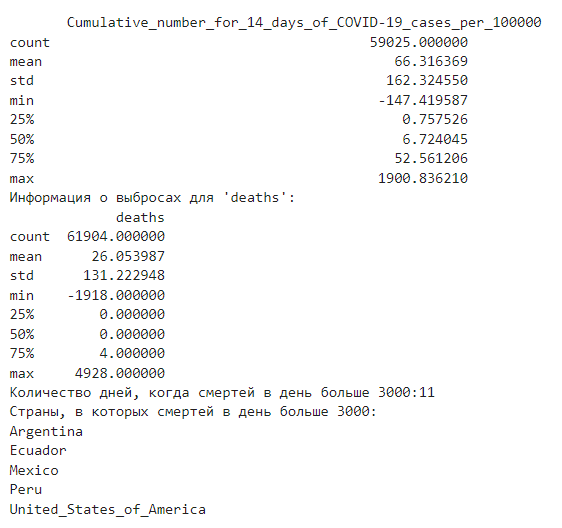 Cumulative_number_for_14_days_of_COVID-19_cases_per_100000
count 59025.000000
mean 66.316369
std 162.324550
min -147.419587
25% 0.757526
50% 6.724045
75% 52.561206
max 1900.836210
Информация о выбросах для 'deaths':
deaths
count 61904.000000
mean 26.053987
std 131.222948
min -1918.000000
25% 0.000000
50% 0.000000
75% 4.000000
max 4928.000000
Количество дней, когда смертей в день больше 3000:11
Страны, в которых смертей в день больше 3000:
Argentina
Ecuador
Mexico
Peru
United_States_of_America